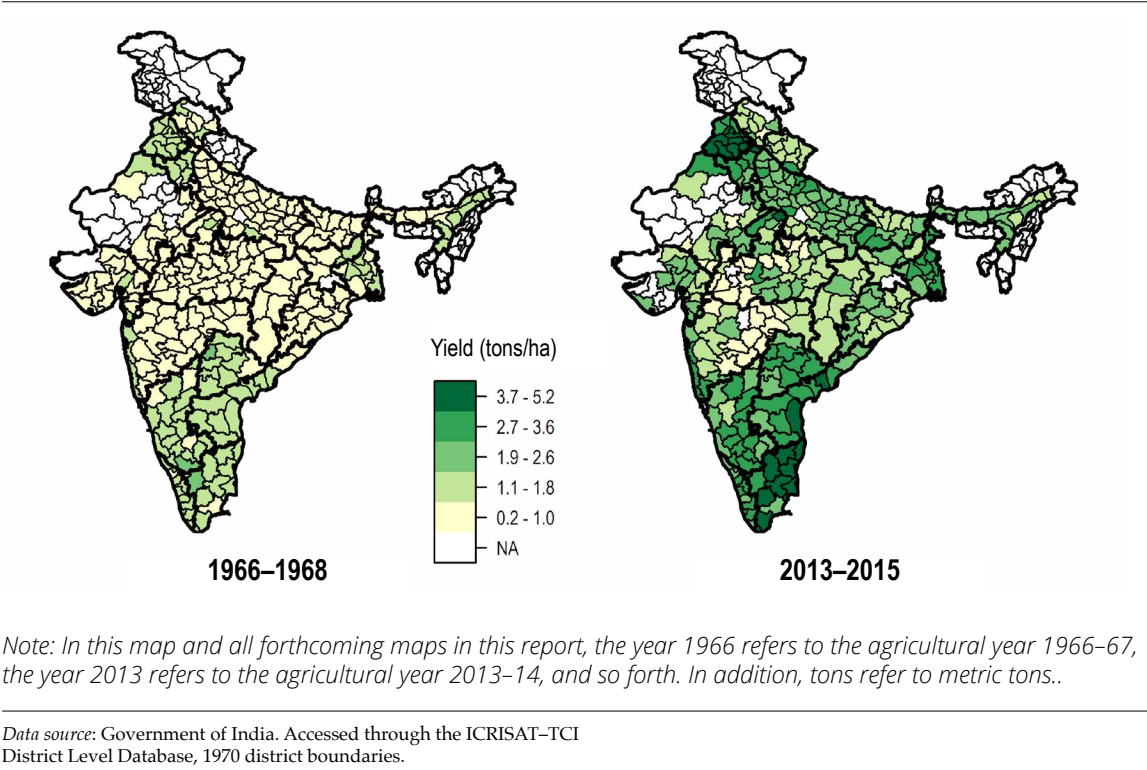 Yield (tons/ha)
3.7 - 5.2
2.7 - 3.6
1.9 - 2.6
1.1 - 1.8
0.2 - 1.0
NA
1966–1968
2013–2015
Note: In this map and all forthcoming maps in this report, the year 1966 refers to the agricultural year 1966–67,
the year 2013 refers to the agricultural year 2013–14, and so forth. In addition, tons refer to metric tons..
Data source: Government of India. Accessed through the ICRISAT–TCI
District Level Database, 1970 district boundaries.